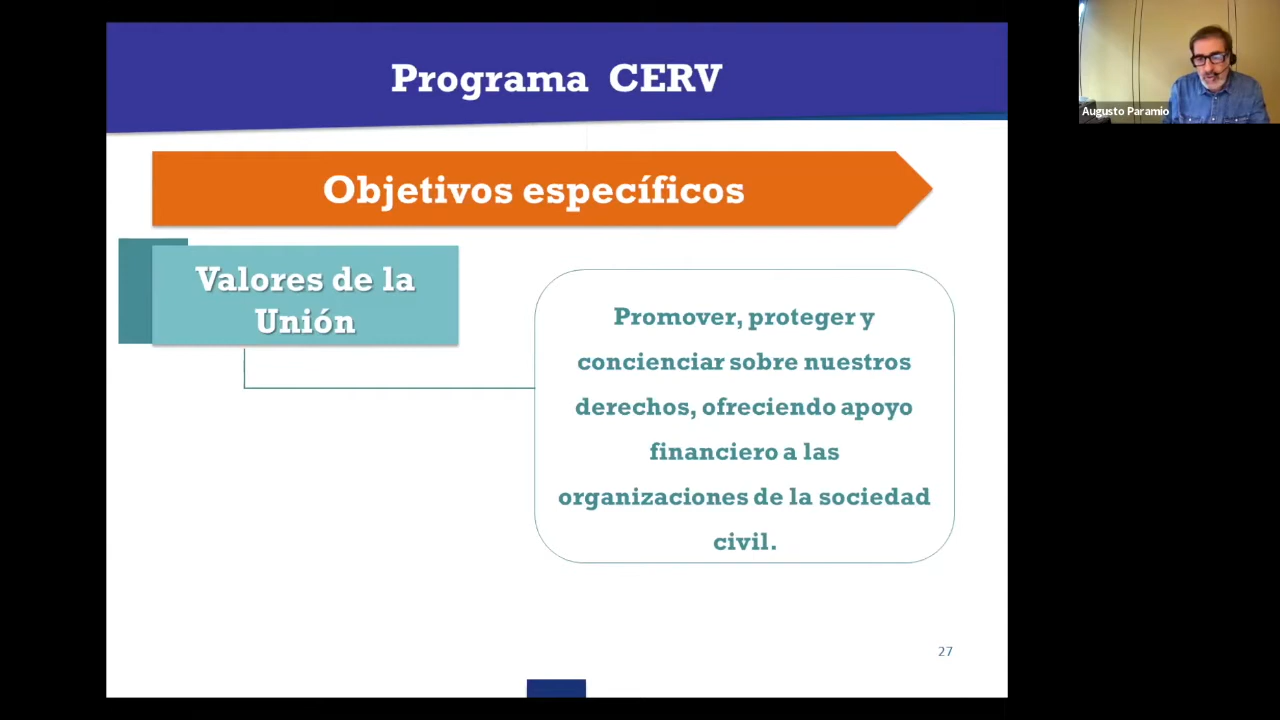 Programa CERV
Objetivos específicos
Valores de la
Unión
Promover, proteger y
concienciar sobre nuestros
derechos, ofreciendo apoyo
financiero a las
organizaciones de la sociedad
civil.
27
Augusto Paramio